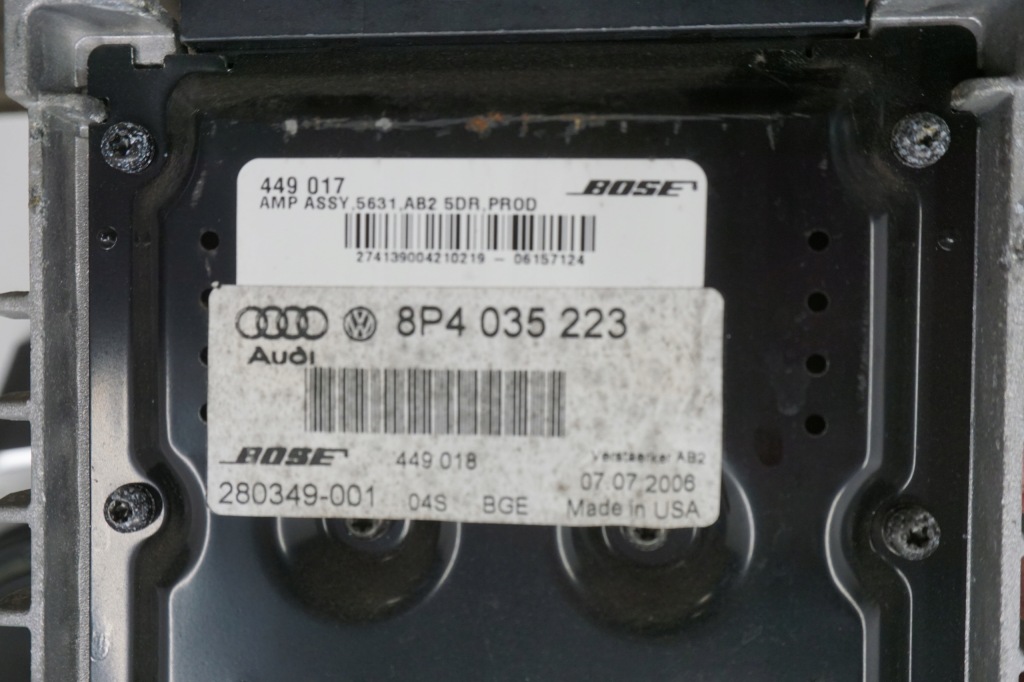 449 017
BOSE
AMP ASSY,5631,AB2 5DR,PROD
274139004210219 - 06157124
8P4 035 223
Audi
BOSE 449 018 Verstaerker AB2
280349-001 04S BGE 07.07.2006
Made in USA